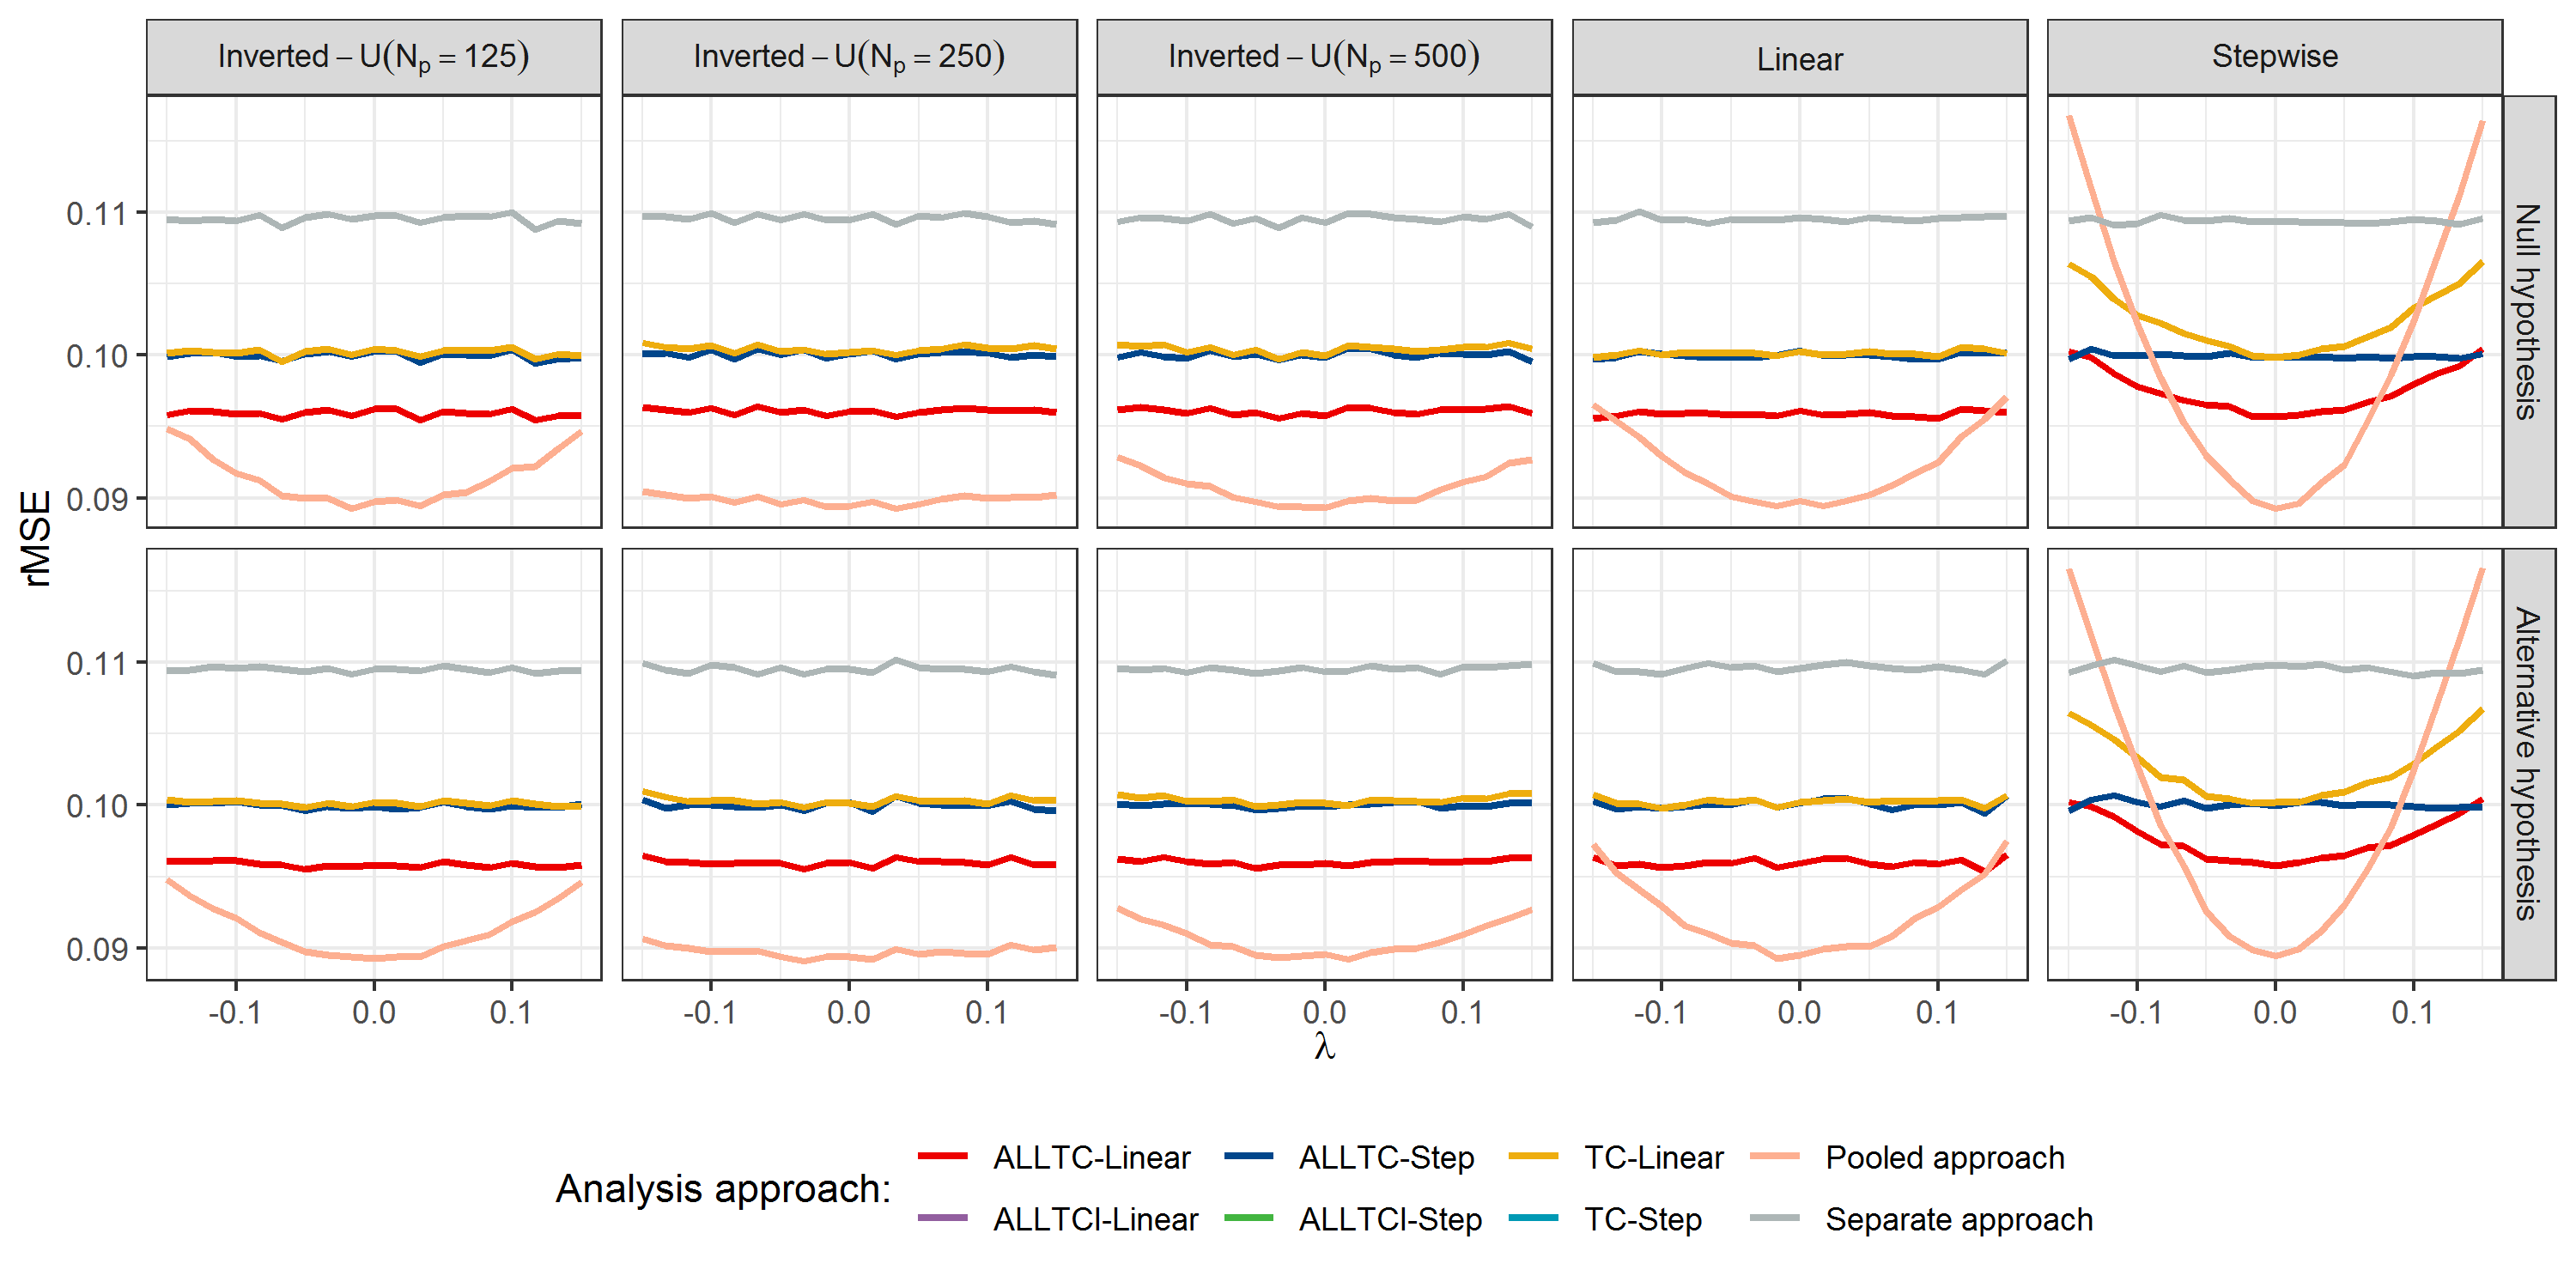 Inverted – U(Np = 125) Inverted – U(Np = 250) Inverted – U(Np = 500) Linear Stepwise
0.11
0.10
0.09
Null hypothesis
rMSE
0.11
0.10
0.09
Alternative hypothesis
-0.1 0.0 0.1 -0.1 0.0 0.1 -0.1 0.0 0.1 -0.1 0.0 0.1 -0.1 0.0 0.1
λ
Analysis approach:
ALLTC-Linear ALLTC-Step TC-Linear Pooled approach
ALLTCI-Linear ALLTCI-Step TC-Step Separate approach